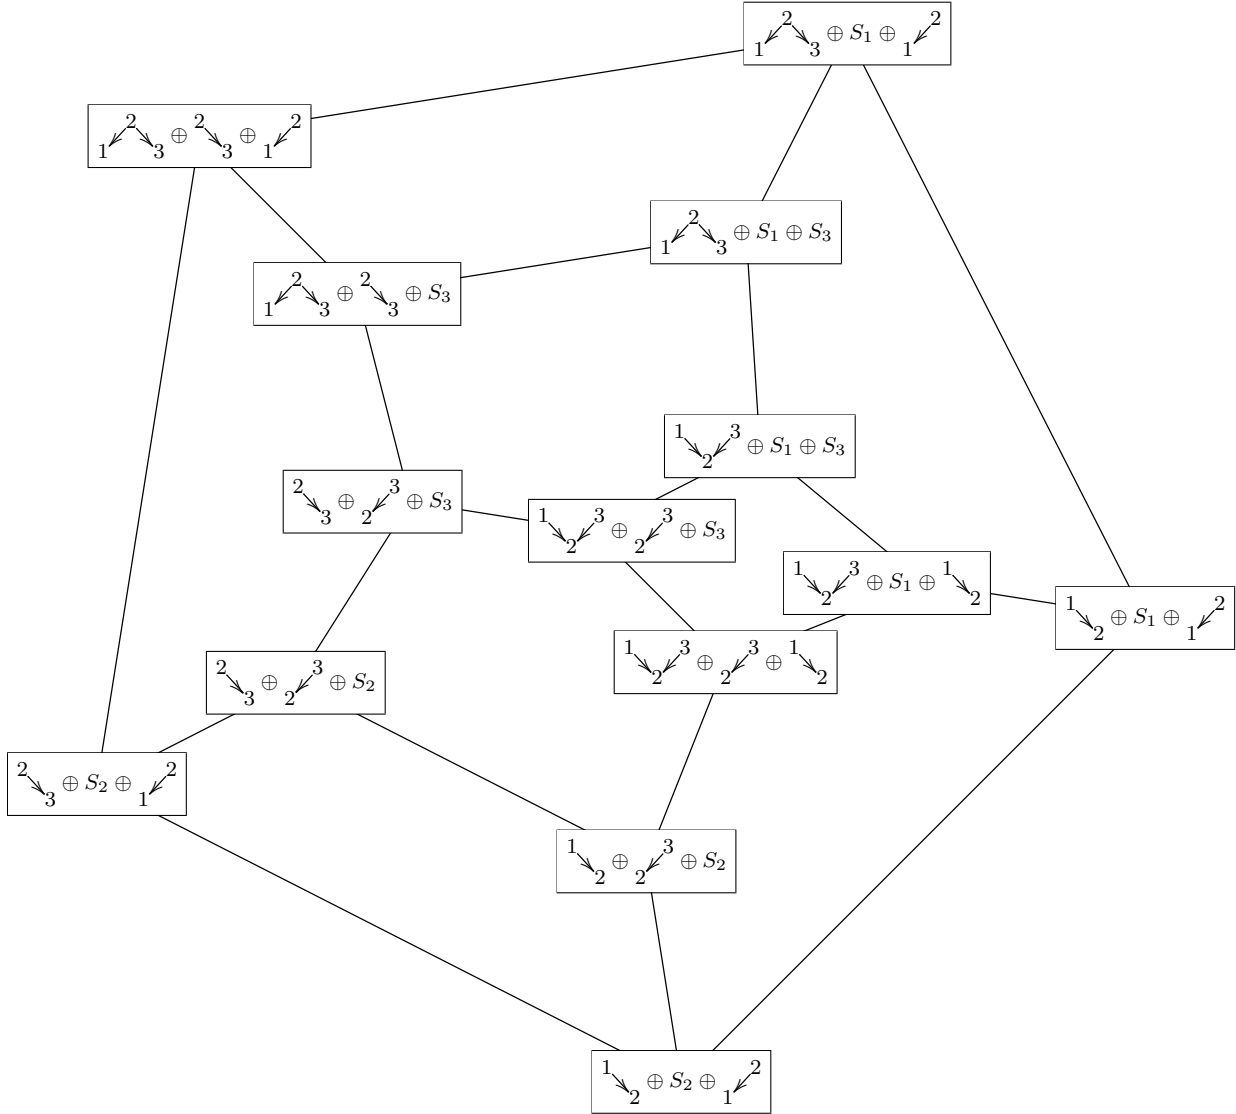 1 2 3 ⊕ S₁ ⊕ 1 2
1 2 3 ⊕ 2 3 ⊕ 1 2
1 2 3 ⊕ S₁ ⊕ S₃
1 2 3 ⊕ 2 3 ⊕ S₃
1 2 3 ⊕ S₁ ⊕ S₃
2 3 ⊕ 2 3 ⊕ S₃
1 2 3 ⊕ 2 3 ⊕ S₃
1 2 3 ⊕ S₁ ⊕ 1 2
1 2 ⊕ S₁ ⊕ 1 2
1 2 3 ⊕ 2 3 ⊕ 1 2
2 3 ⊕ 2 3 ⊕ S₂
2 3 ⊕ S₂ ⊕ 1 2
1 2 ⊕ 2 3 ⊕ S₂
1 2 ⊕ S₂ ⊕ 1 2